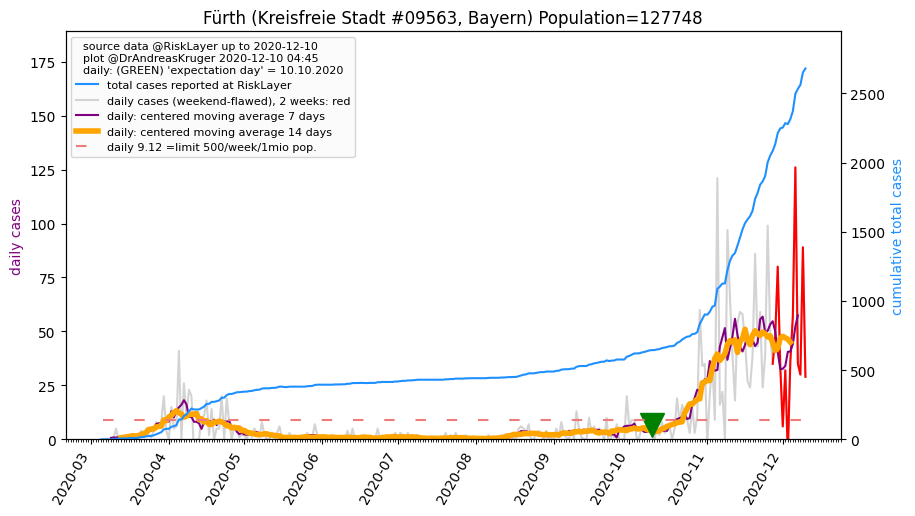 Fürth (Kreisfreie Stadt #09563, Bayern) Population=127748
source data @RiskLayer up to 2020-12-10
plot @DrAndreasKruger 2020-12-10 04:45
daily: (GREEN) 'expectation day' = 10.10.2020
total cases reported at RiskLayer
daily cases (weekend-flawed), 2 weeks: red
daily: centered moving average 7 days
daily: centered moving average 14 days
daily 9.12 =limit 500/week/1mio pop.
daily cases
175
150
125
100
75
50
25
0
cumulative total cases
2500
2000
1500
1000
500
0
2020-03
2020-04
2020-05
2020-06
2020-07
2020-08
2020-09
2020-10
2020-11
2020-12